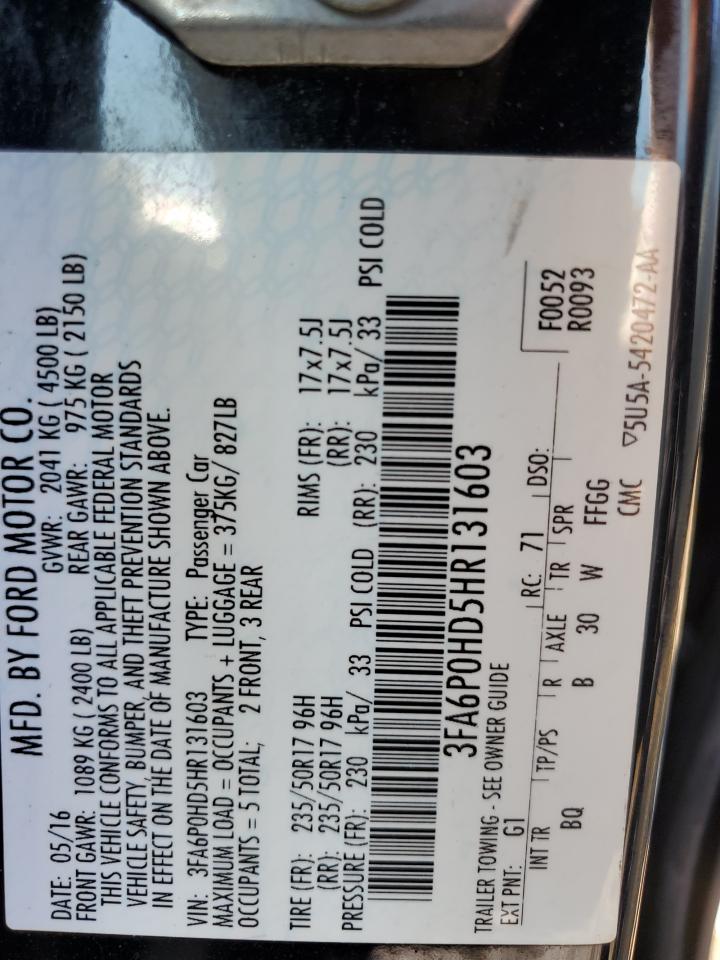 MFD. BY FORD MOTOR CO.
DATE: 05/16 GVWR: 2041 KG ( 4500 LB)
FRONT GAWR: 1089 KG ( 2400 LB) REAR GAWR: 975 KG ( 2150 LB)
THIS VEHICLE CONFORMS TO ALL APPLICABLE FEDERAL MOTOR
VEHICLE SAFETY, BUMPER, AND THEFT PREVENTION STANDARDS
IN EFFECT ON THE DATE OF MANUFACTURE SHOWN ABOVE.
VIN: 3FA6P0HD5HR131603 TYPE: Passenger Car
MAXIMUM LOAD = OCCUPANTS + LUGGAGE = 375KG/ 827LB
OCCUPANTS = 5 TOTAL; 2 FRONT, 3 REAR
TIRE (FR): 235/50R17 96H RIMS (FR): 17x7.5J
(RR): 235/50R17 96H (RR): 17x7.5J
PRESSURE (FR): 230 kPa/ 33 PSI COLD (RR): 230 kPa/ 33 PSI COLD
3FA6P0HD5HR131603
TRAILER TOWING - SEE OWNER GUIDE
EXT PNT: G1 RC: 71 DSO:
F0052
R0093
INT TR TP/PS R AXLE TR SPR
BQ B 30 W FFGG
CMC ▽5U5A-5420472-AA